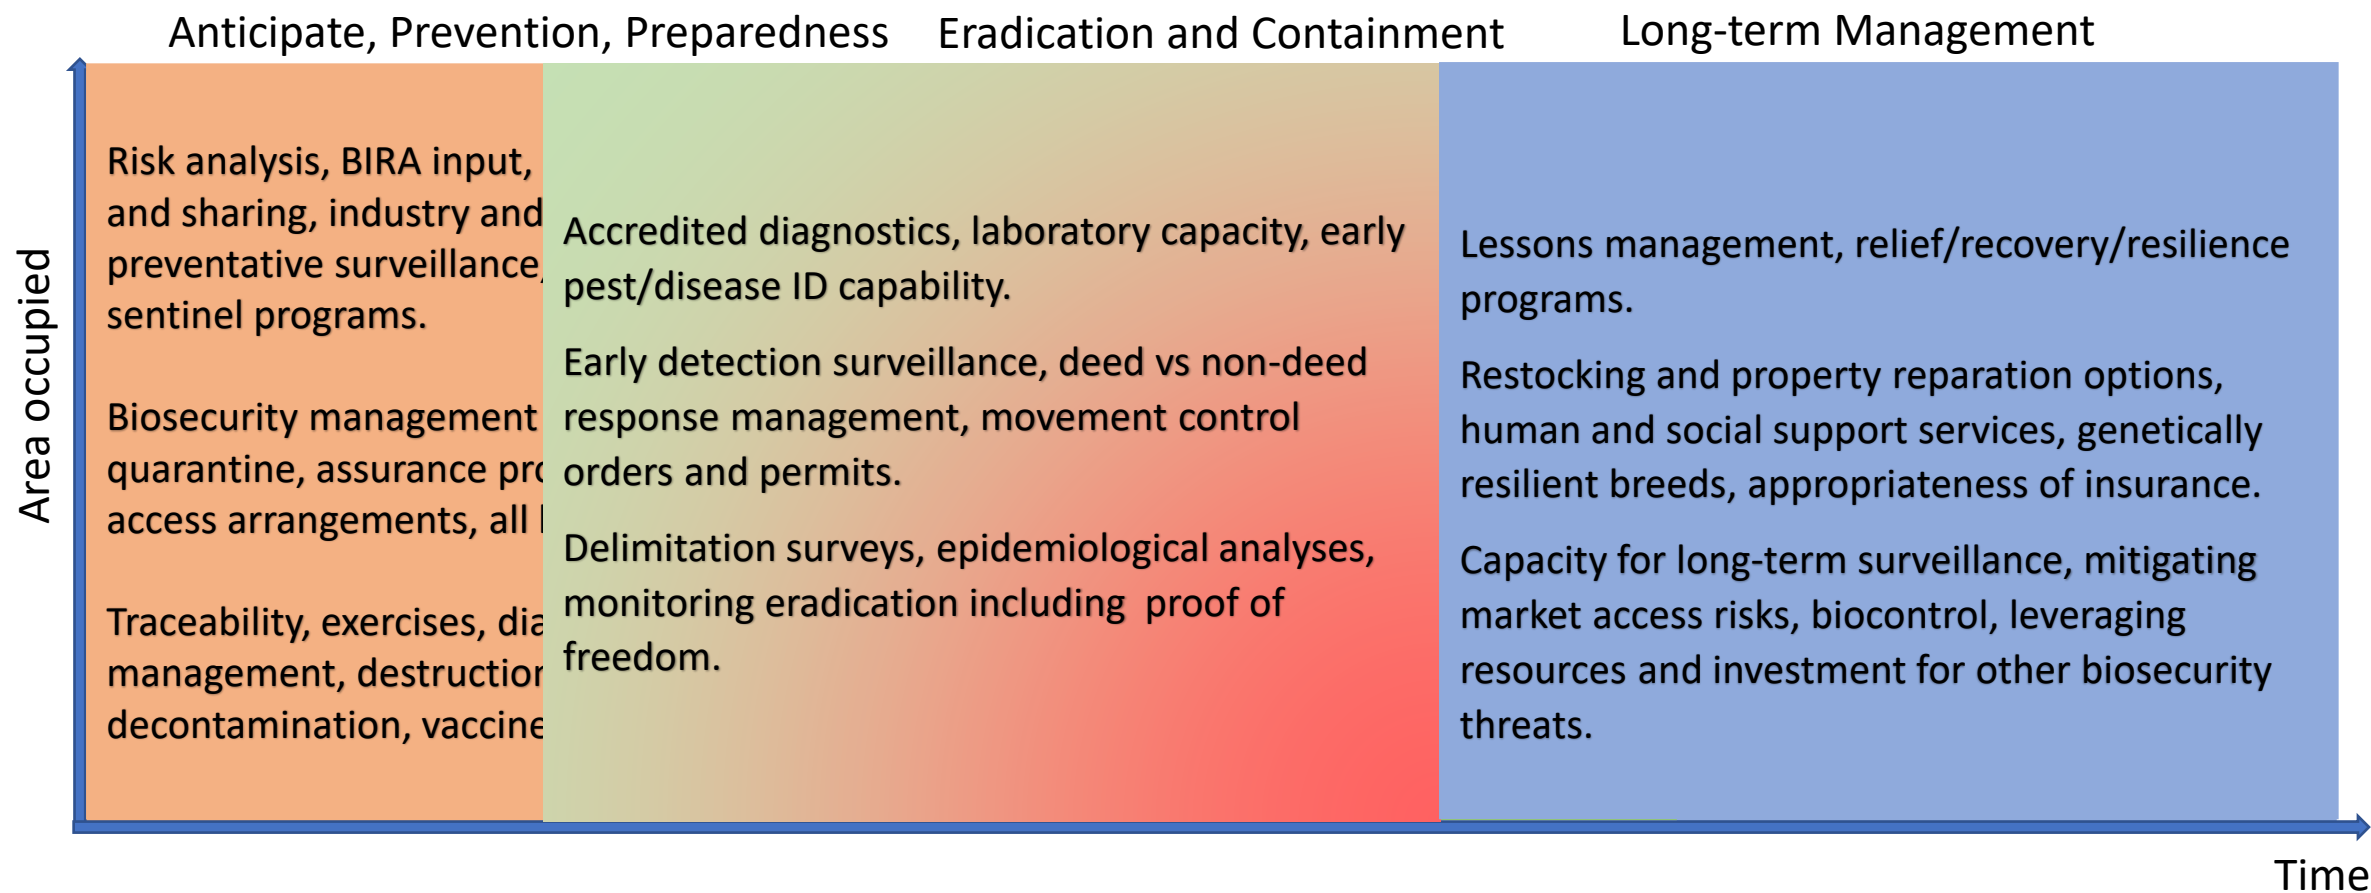 Anticipate, Prevention, Preparedness
Eradication and Containment
Long-term Management
Area occupied
Risk analysis, BIRA input,
and sharing, industry and
preventative surveillance,
sentinel programs.
Biosecurity management
quarantine, assurance
access arrangements, all
Traceability, exercises,
management,
decontamination,
Accredited diagnostics, laboratory capacity, early
pest/disease ID capability.
Early detection surveillance, deed vs non-deed
response management, movement control
orders and permits.
Delimitation surveys, epidemiological analyses,
monitoring eradication including proof of
freedom.
Lessons management, relief/recovery/resilience
programs.
Restocking and property reparation options,
human and social support services, genetically
resilient breeds, appropriateness of insurance.
Capacity for long-term surveillance, mitigating
market access risks, biocontrol, leveraging
resources and investment for other biosecurity
threats.
Time